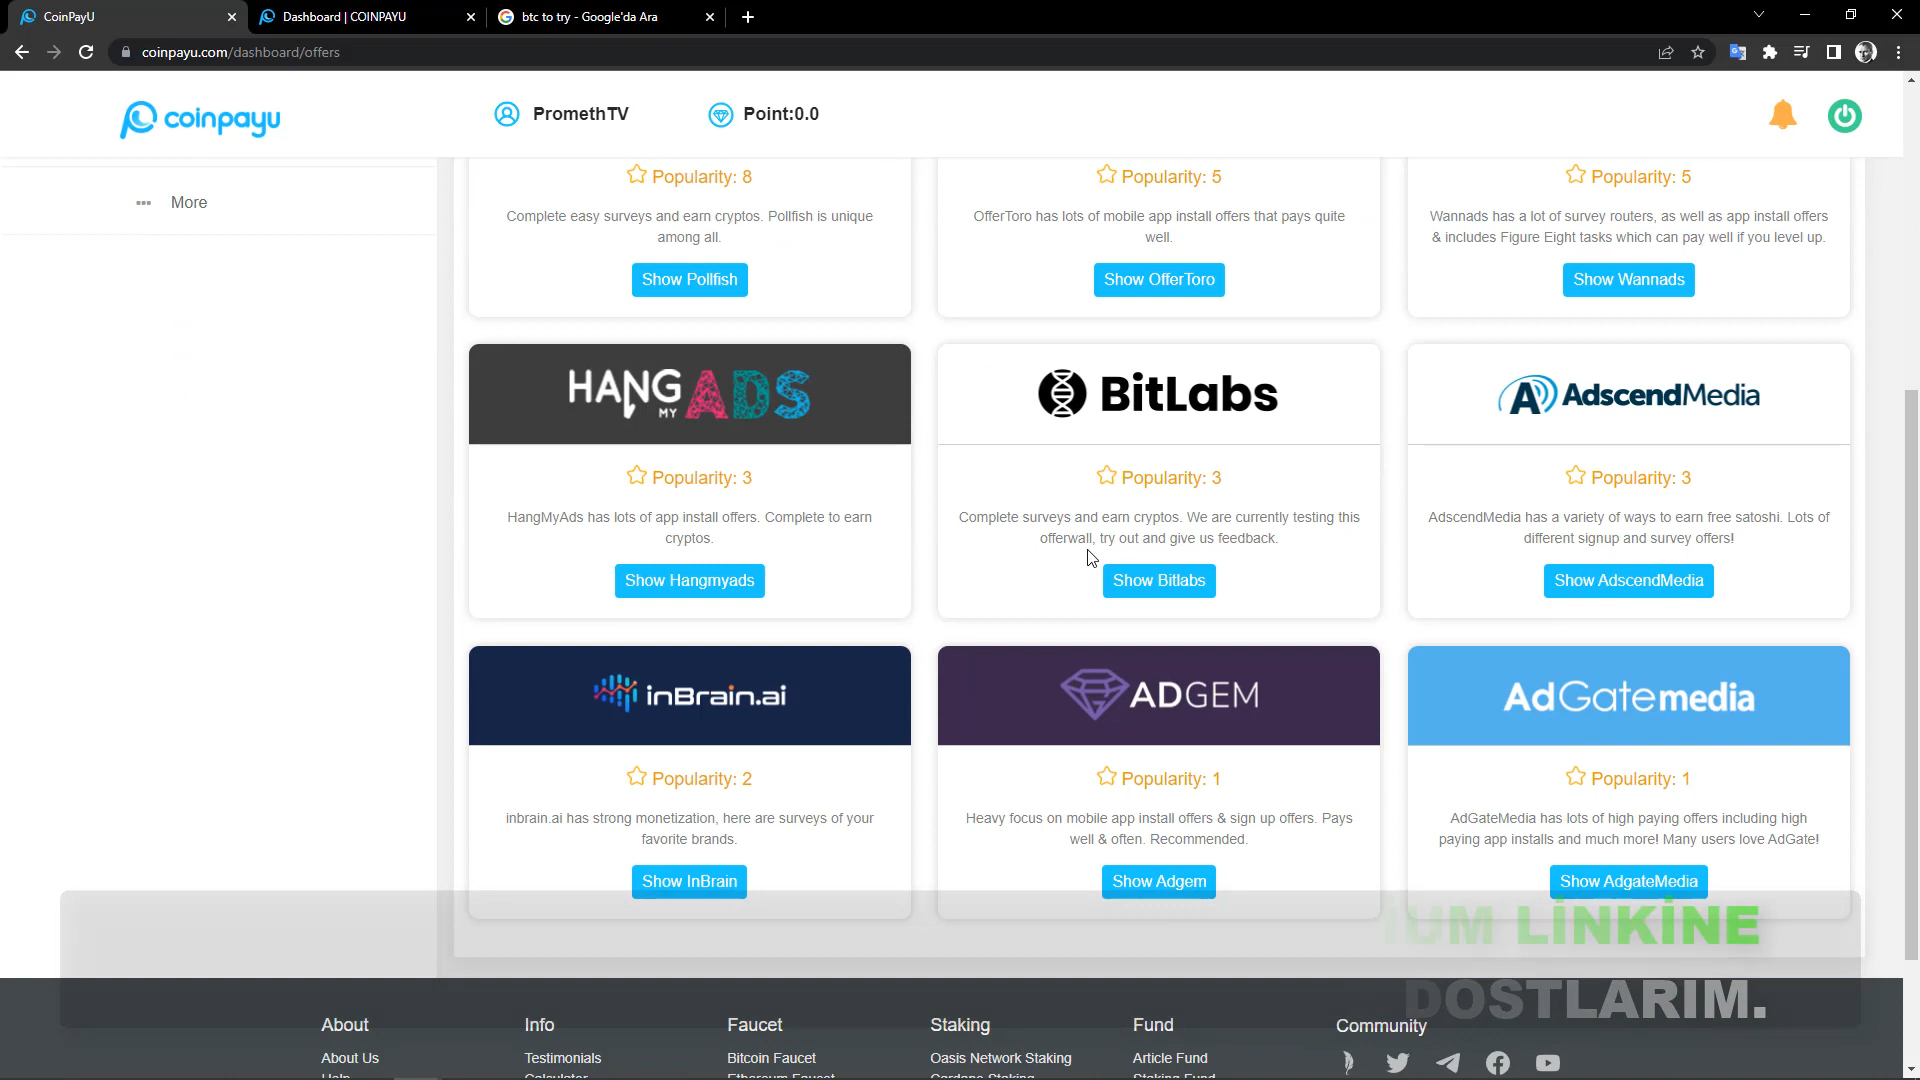 CoinPayU
Dashboard | COINPAYU
btc to try - Google'da Ara
coinpayu.com/dashboard/offers
coinpayu
PromethTV
Point:0.0
More
Popularity: 8
Complete easy surveys and earn cryptos. Pollfish is unique
among all.
Show Pollfish
Popularity: 5
OfferToro has lots of mobile app install offers that pays quite
well.
Show OfferToro
Popularity: 5
Wannads has a lot of survey routers, as well as app install offers
& includes Figure Eight tasks which can pay well if you level up.
Show Wannads
HANG MY ADS
Popularity: 3
HangMyAds has lots of app install offers. Complete to earn
cryptos.
Show Hangmyads
BitLabs
Popularity: 3
Complete surveys and earn cryptos. We are currently testing this
offerwall, try out and give us feedback.
Show Bitlabs
AdscendMedia
Popularity: 3
AdscendMedia has a variety of ways to earn free satoshi. Lots of
different signup and survey offers!
Show AdscendMedia
inBrain.ai
Popularity: 2
inbrain.ai has strong monetization, here are surveys of your
favorite brands.
Show InBrain
ADGEM
Popularity: 1
Heavy focus on mobile app install offers & sign up offers. Pays
well & often. Recommended.
Show Adgem
AdGatemedia
Popularity: 1
AdGateMedia has lots of high paying offers including high
paying app installs and much more! Many users love AdGate!
Show AdgateMedia
LİNKİNE
DOSTLARIM.
About
Info
Faucet
Staking
Fund
Community
About Us
Testimonials
Bitcoin Faucet
Oasis Network Staking
Article Fund